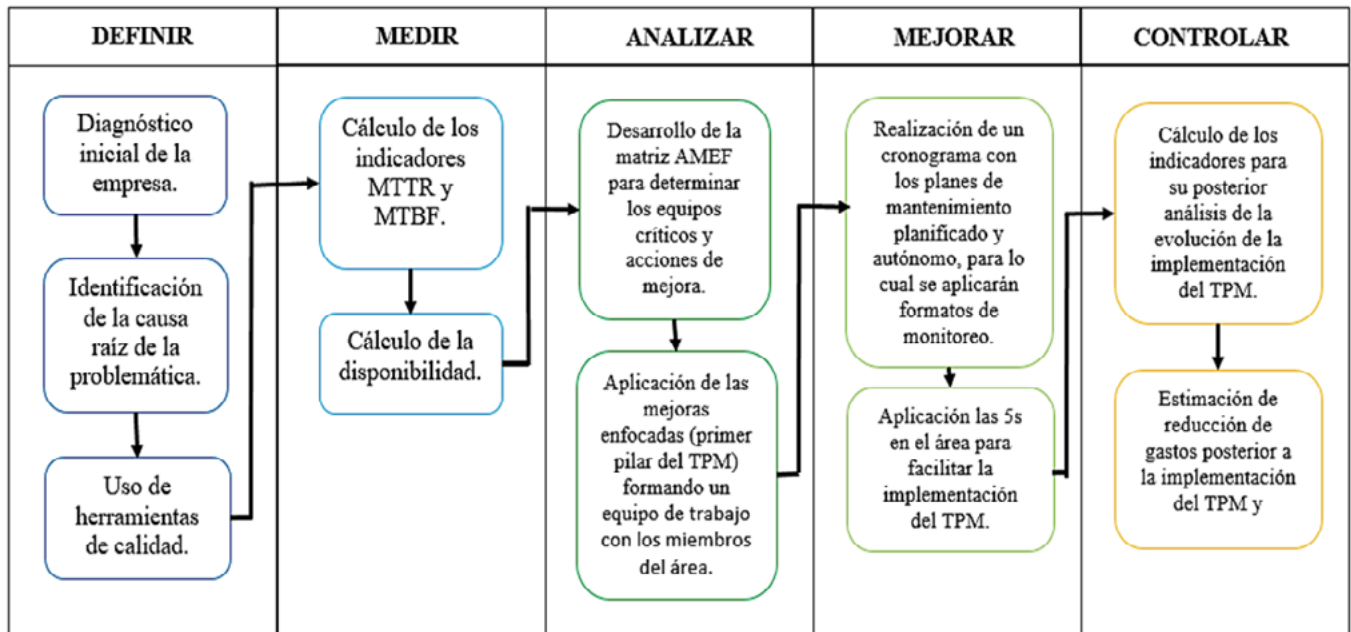 DEFINIR
MEDIR
ANALIZAR
MEJORAR
CONTROLAR
Diagnóstico
inicial de la
empresa.
Identificación
de la causa
raíz de la
problemática.
Uso de
herramientas
de calidad.
Cálculo de los
indicadores
MTTR y
MTBF.
Cálculo de la
disponibilidad.
Desarrollo de la
matriz AMEF
para determinar
los equipos
críticos y
acciones de
mejora.
Aplicación de las
mejoras
enfocadas (primer
pilar del TPM)
formando un
equipo de trabajo
con los miembros
del área.
Realización de un
cronograma con
los planes de
mantenimiento
planificado y
autónomo, para lo
cual se aplicarán
formatos de
monitoreo.
Aplicación las 5s
en el área para
facilitar la
implementación
del TPM.
Cálculo de los
indicadores para
su posterior
análisis de la
evolución de la
implementación
del TPM.
Estimación de
reducción de
gastos posterior a
la implementación
del TPM y